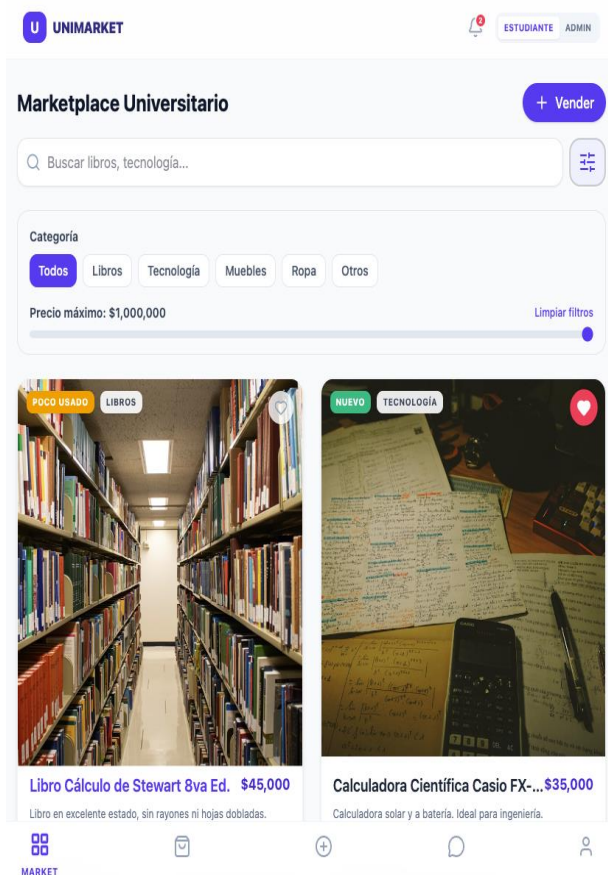 U UNIMARKET
2
ESTUDIANTE ADMIN
Marketplace Universitario
+ Vender
Buscar libros, tecnología...
Categoría
Todos Libros Tecnología Muebles Ropa Otros
Precio máximo: $1,000,000 Limpiar filtros
POCO USADO LIBROS
NUEVO TECNOLOGÍA
Libro Cálculo de Stewart 8va Ed. $45,000
Libro en excelente estado, sin rayones ni hojas dobladas.
Calculadora Científica Casio FX-... $35,000
Calculadora solar y a batería. Ideal para ingeniería.
MARKET